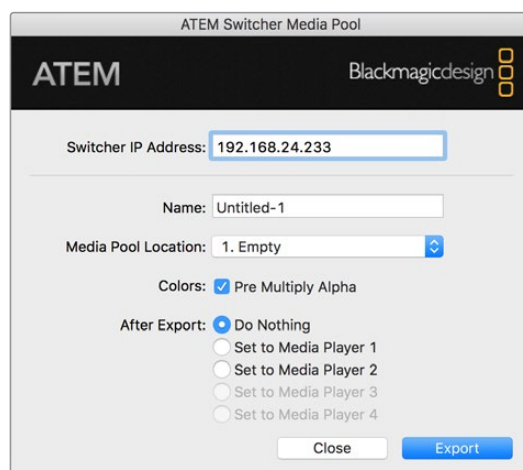 ATEM Switcher Media Pool
ATEM
Blackmagicdesign
Switcher IP Address: 192.168.24.233
Name: Untitled-1
Media Pool Location: 1. Empty
Colors: Pre Multiply Alpha
After Export: Do Nothing
Set to Media Player 1
Set to Media Player 2
Set to Media Player 3
Set to Media Player 4
Close Export